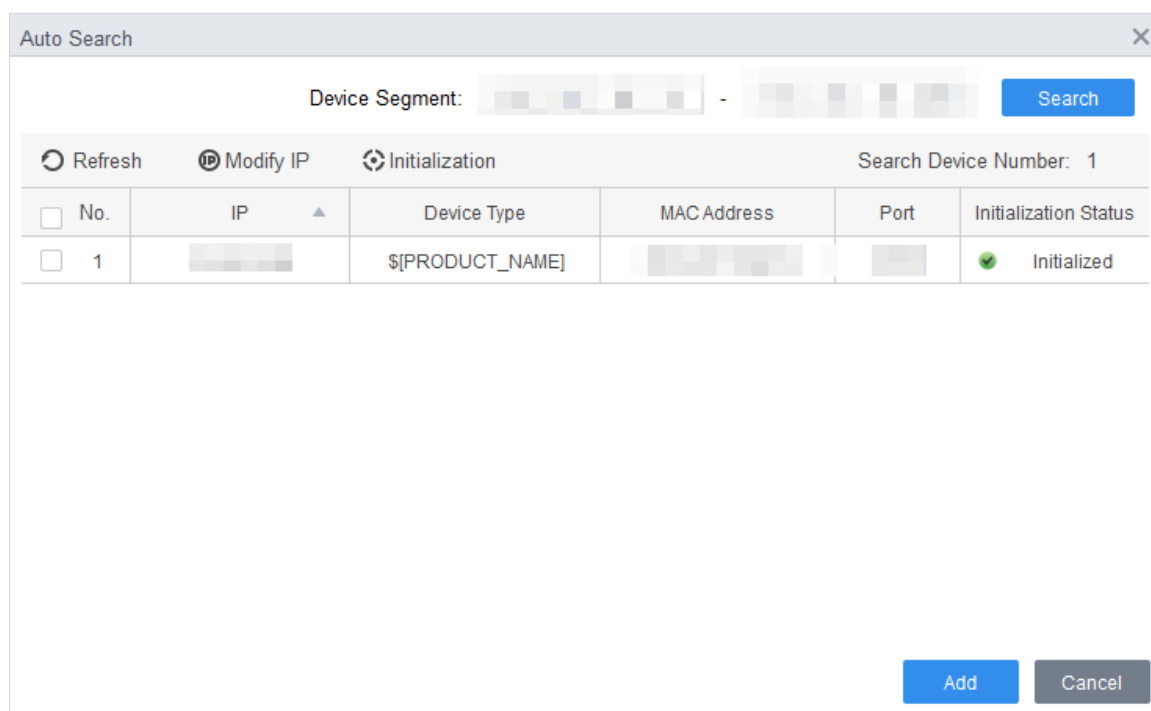 Auto Search
Device Segment: - Search
Refresh Modify IP Initialization Search Device Number: 1
No. IP Device Type MAC Address Port Initialization Status
1 $[PRODUCT_NAME] Initialized
Add Cancel